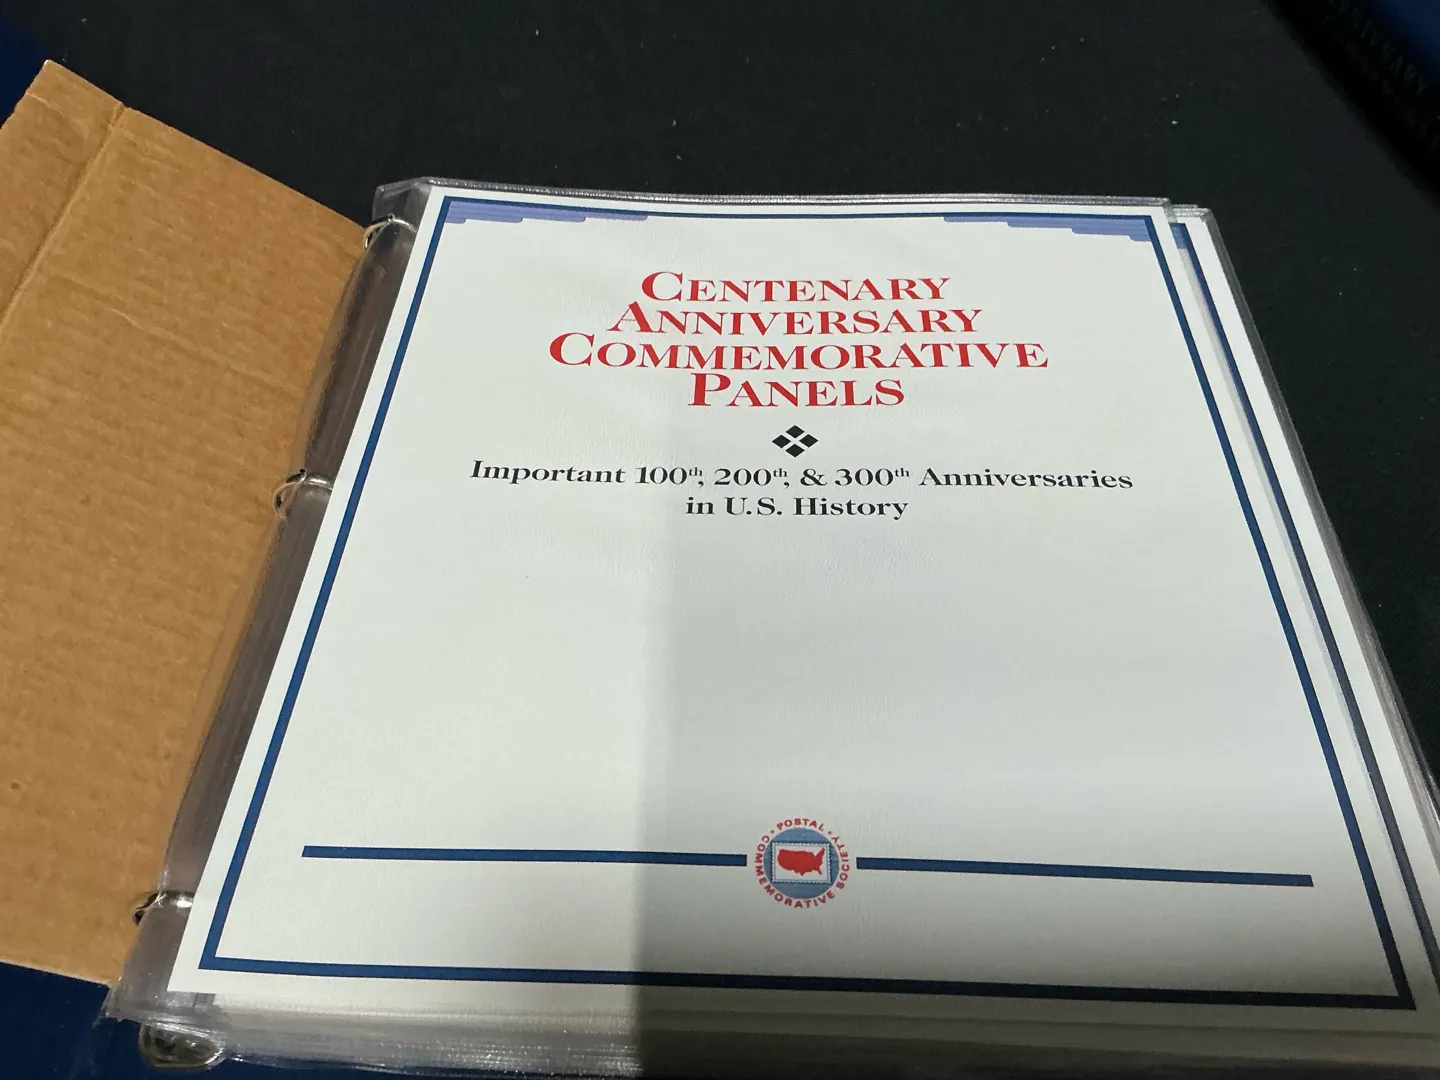 CENTENARY
ANNIVERSARY
COMMEMORATIVE
PANELS
Important 100th, 200th, & 300th Anniversaries
in U.S. History
POSTAL
COMMEMORATIVE SOCIETY